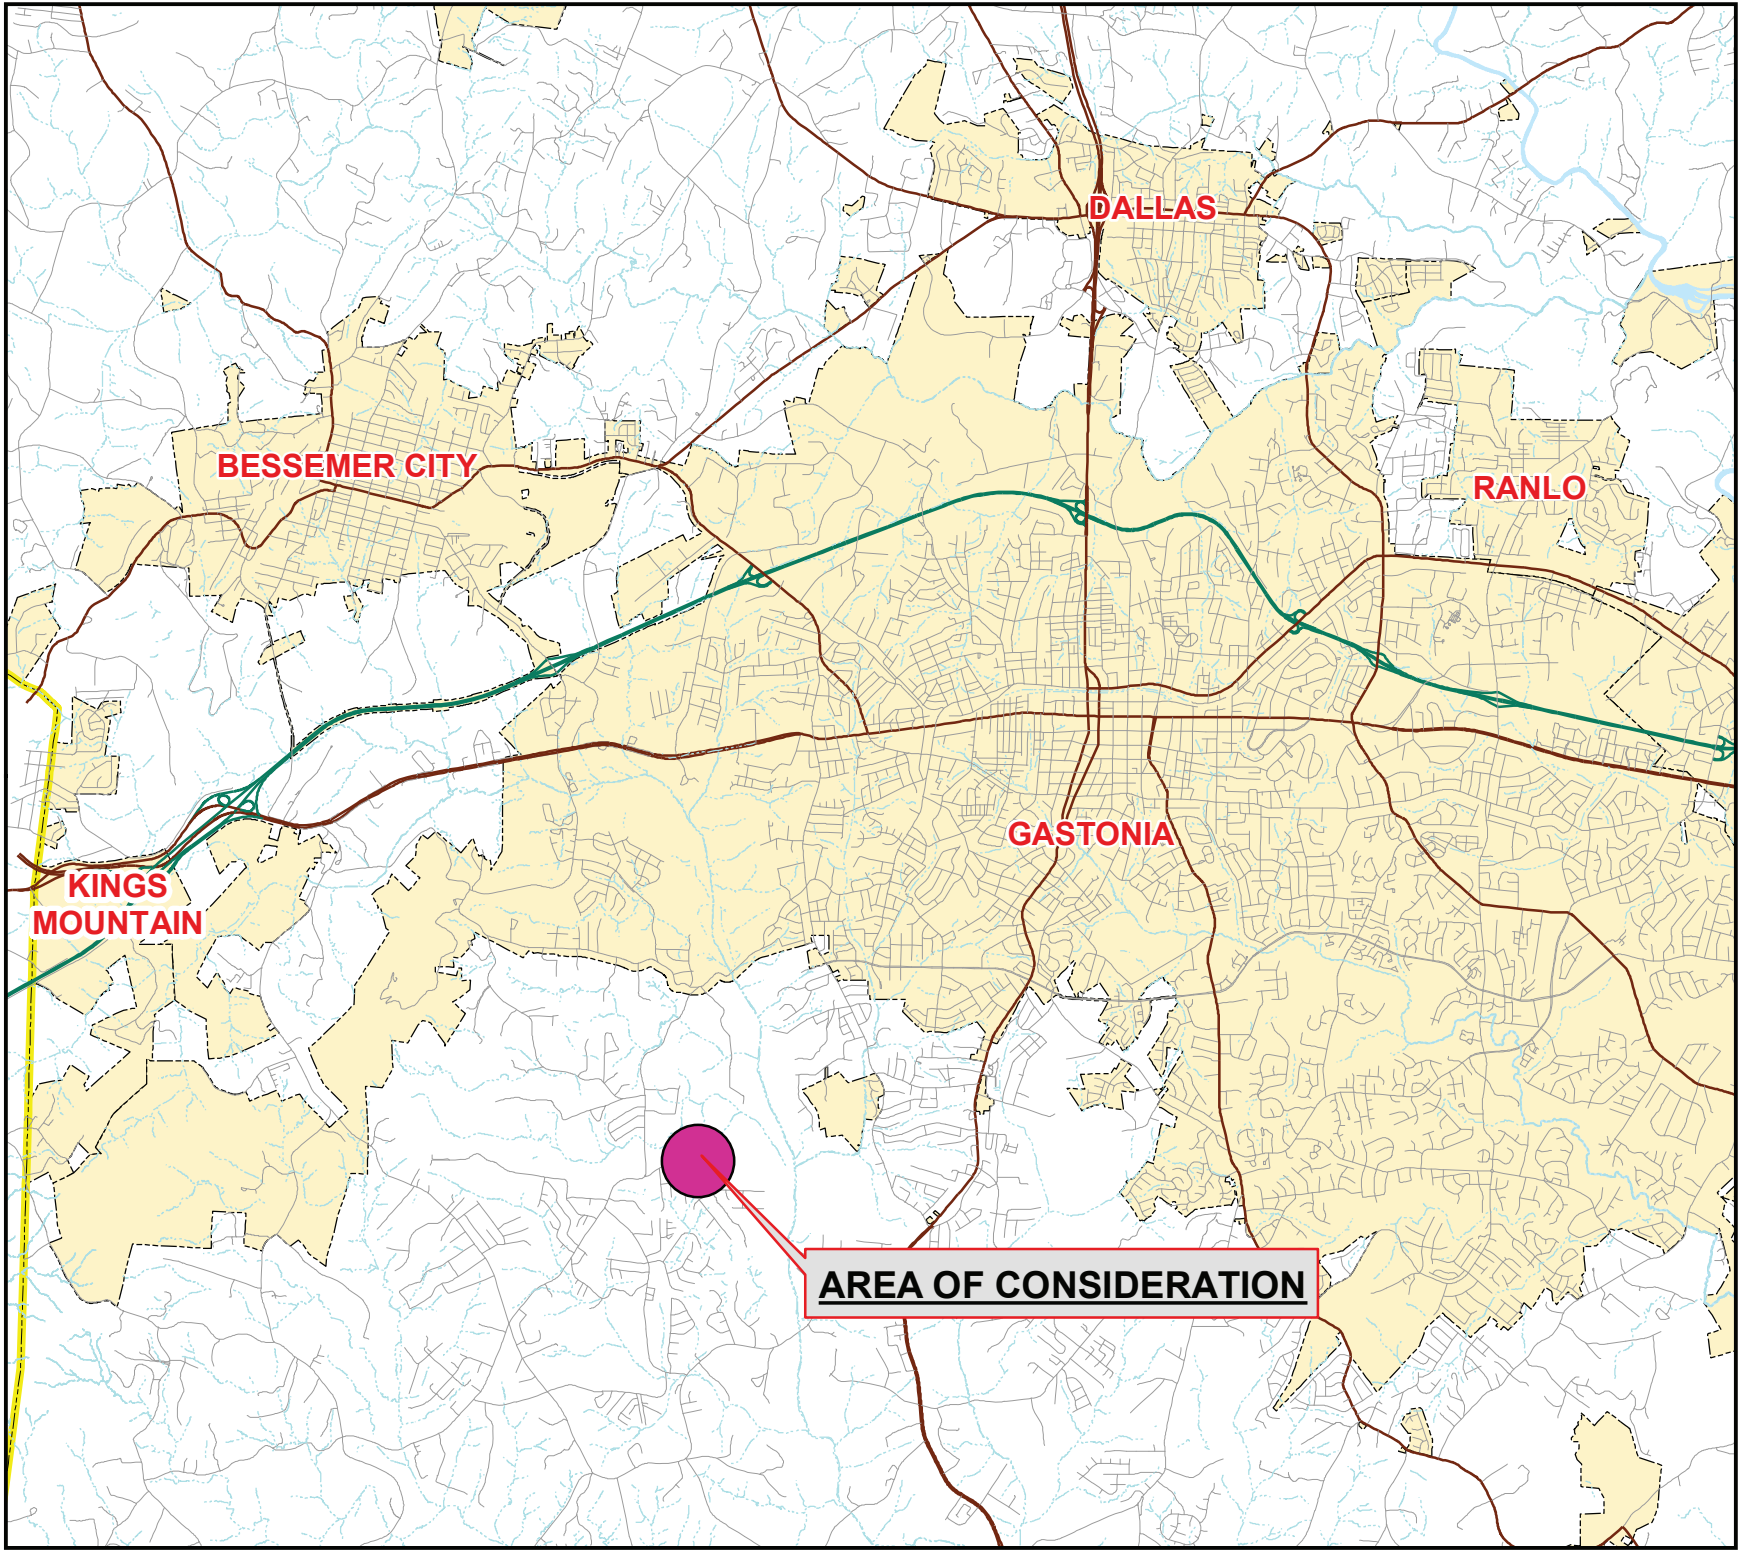 DALLAS
BESSEMER CITY
RANLO
GASTONIA
KINGS
MOUNTAIN
AREA OF CONSIDERATION